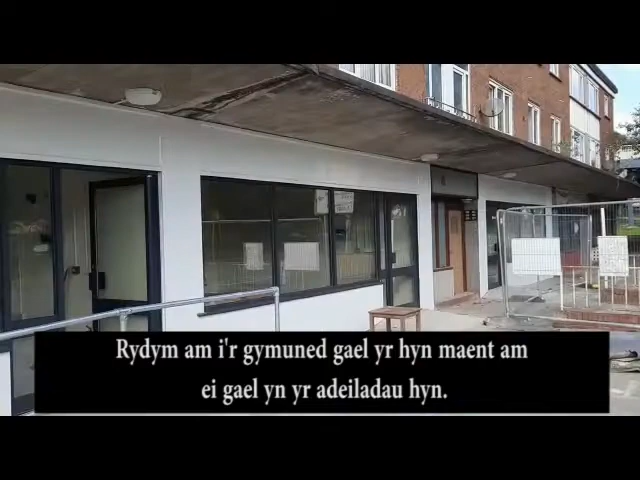 Rydym am i'r gymuned gael yr hyn maent am
ei gael yn yr adeiladau hyn.